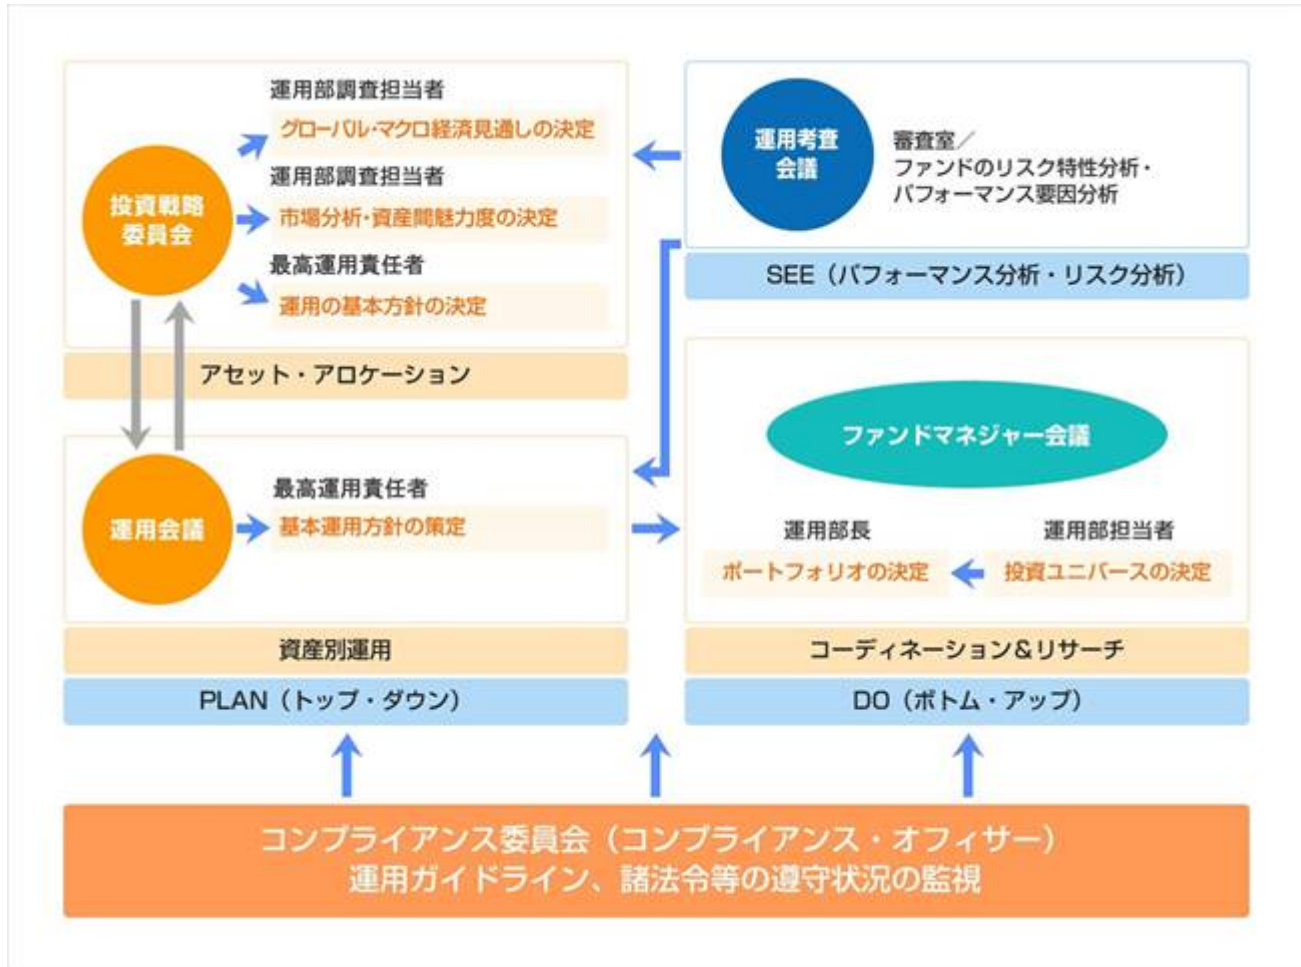 運用部調査担当者
グローバル・マクロ経済見通しの決定
投資戦略
委員会
運用部調査担当者
市場分析・資産間魅力度の決定
最高運用責任者
運用の基本方針の決定
アセット・アロケーション
運用考査
会議
審査室／
ファンドのリスク特性分析・
パフォーマンス要因分析
SEE（パフォーマンス分析・リスク分析）
運用会議
最高運用責任者
基本運用方針の策定
資産別運用
PLAN（トップ・ダウン）
ファンドマネジャー会議
運用部長
ポートフォリオの決定
運用部担当者
投資ユニバースの決定
コーディネーション＆リサーチ
DO（ボトム・アップ）
コンプライアンス委員会（コンプライアンス・オフィサー）
運用ガイドライン、諸法令等の遵守状況の監視